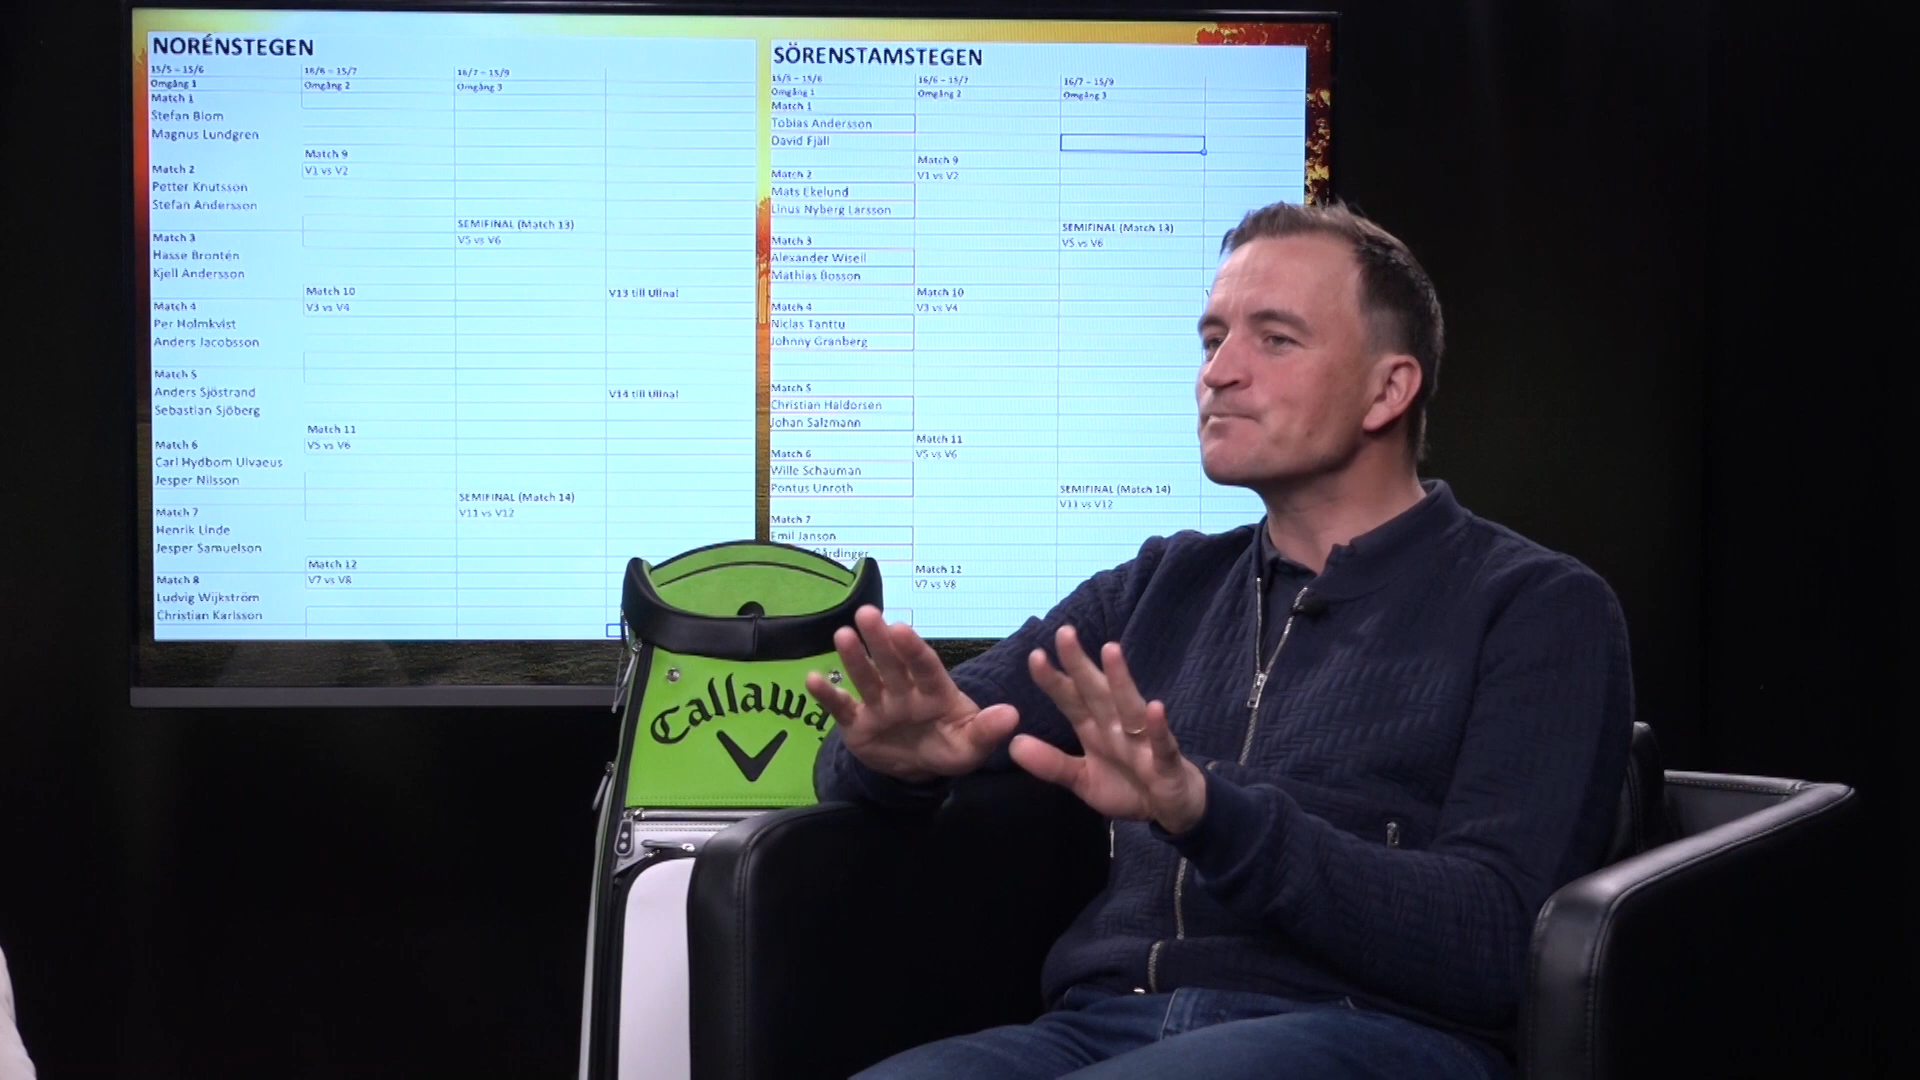 NORÉNSTEGEN
15/5 – 15/6
16/6 – 15/7
16/7 – 15/9
Omgång 1
Omgång 2
Omgång 3
Match 1
Stefan Blom
Magnus Lundgren
Match 9
V1 vs V2
Match 2
Petter Knutsson
Stefan Andersson
SEMIFINAL (Match 13)
V5 vs V6
Match 3
Hasse Brontén
Kjell Andersson
Match 10
V3 vs V4
V13 till Ullna!
Match 4
Per Holmkvist
Anders Jacobsson
Match 5
Anders Sjöstrand
Sebastian Sjöberg
V14 till Ullna!
Match 11
V5 vs V6
Match 6
Carl Hydbom Ulvaeus
Jesper Nilsson
SEMIFINAL (Match 14)
V11 vs V12
Match 7
Henrik Linde
Jesper Samuelson
Match 12
V7 vs V8
Match 8
Ludvig Wijkström
Christian Karlsson
SÖRENSTAMSTEGEN
15/5 – 15/6
16/6 – 15/7
16/7 – 15/9
Omgång 1
Omgång 2
Omgång 3
Match 1
Tobias Andersson
David Fjäll
Match 9
V1 vs V2
Match 2
Mats Ekelund
Linus Nyberg Larsson
SEMIFINAL (Match 13)
V5 vs V6
Match 3
Alexander Wisell
Mathias Bosson
Match 10
V3 vs V4
Match 4
Niclas Tanttu
Johnny Granberg
Match 5
Christian Haldorsen
Johan Salzmann
Match 11
V5 vs V6
Match 6
Wille Schauman
Pontus Unroth
SEMIFINAL (Match 14)
V11 vs V12
Match 7
Emil Janson
Gårdinger
Match 12
V7 vs V8
Callaway